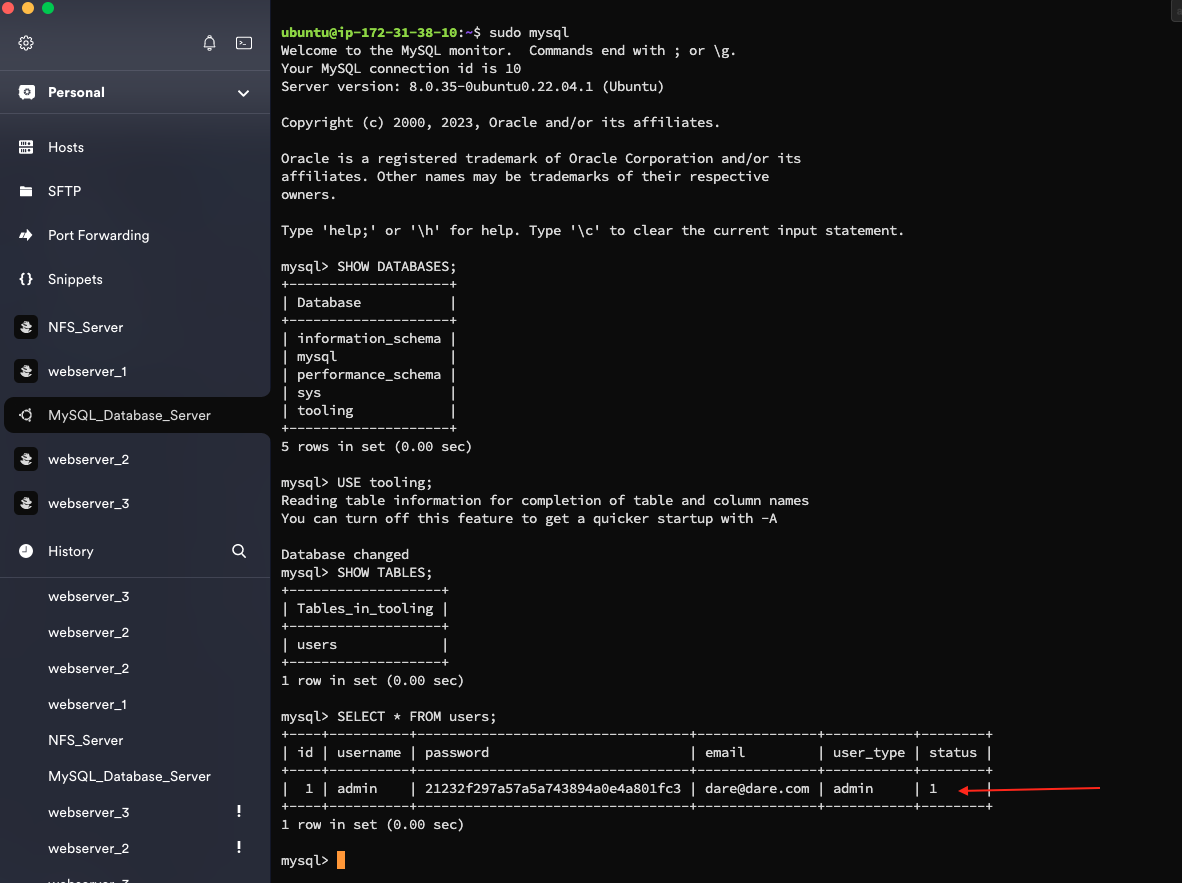 Personal
Hosts
SFTP
Port Forwarding
Snippets
NFS_Server
webserver_1
MySQL_Database_Server
webserver_2
webserver_3
History
webserver_3
webserver_2
webserver_2
webserver_1
NFS_Server
MySQL_Database_Server
webserver_3 !
webserver_2 !
ubuntu@ip-172-31-38-10:~$ sudo mysql
Welcome to the MySQL monitor.  Commands end with ; or \g.
Your MySQL connection id is 10
Server version: 8.0.35-0ubuntu0.22.04.1 (Ubuntu)
Copyright (c) 2000, 2023, Oracle and/or its affiliates.
Oracle is a registered trademark of Oracle Corporation and/or its
affiliates. Other names may be trademarks of their respective
owners.
Type 'help;' or '\h' for help. Type '\c' to clear the current input statement.
mysql> SHOW DATABASES;
+--------------------+
| Database           |
+--------------------+
| information_schema |
| mysql              |
| performance_schema |
| sys                |
| tooling            |
+--------------------+
5 rows in set (0.00 sec)
mysql> USE tooling;
Reading table information for completion of table and column names
You can turn off this feature to get a quicker startup with -A
Database changed
mysql> SHOW TABLES;
+-------------------+
| Tables_in_tooling |
+-------------------+
| users             |
+-------------------+
1 row in set (0.00 sec)
mysql> SELECT * FROM users;
+----+----------+----------------------------------+---------------+-----------+--------+
| id | username | password                         | email         | user_type | status |
+----+----------+----------------------------------+---------------+-----------+--------+
|  1 | admin    | 21232f297a57a5a743894a0e4a801fc3 | dare@dare.com | admin     | 1      |
+----+----------+----------------------------------+---------------+-----------+--------+
1 row in set (0.00 sec)
mysql>